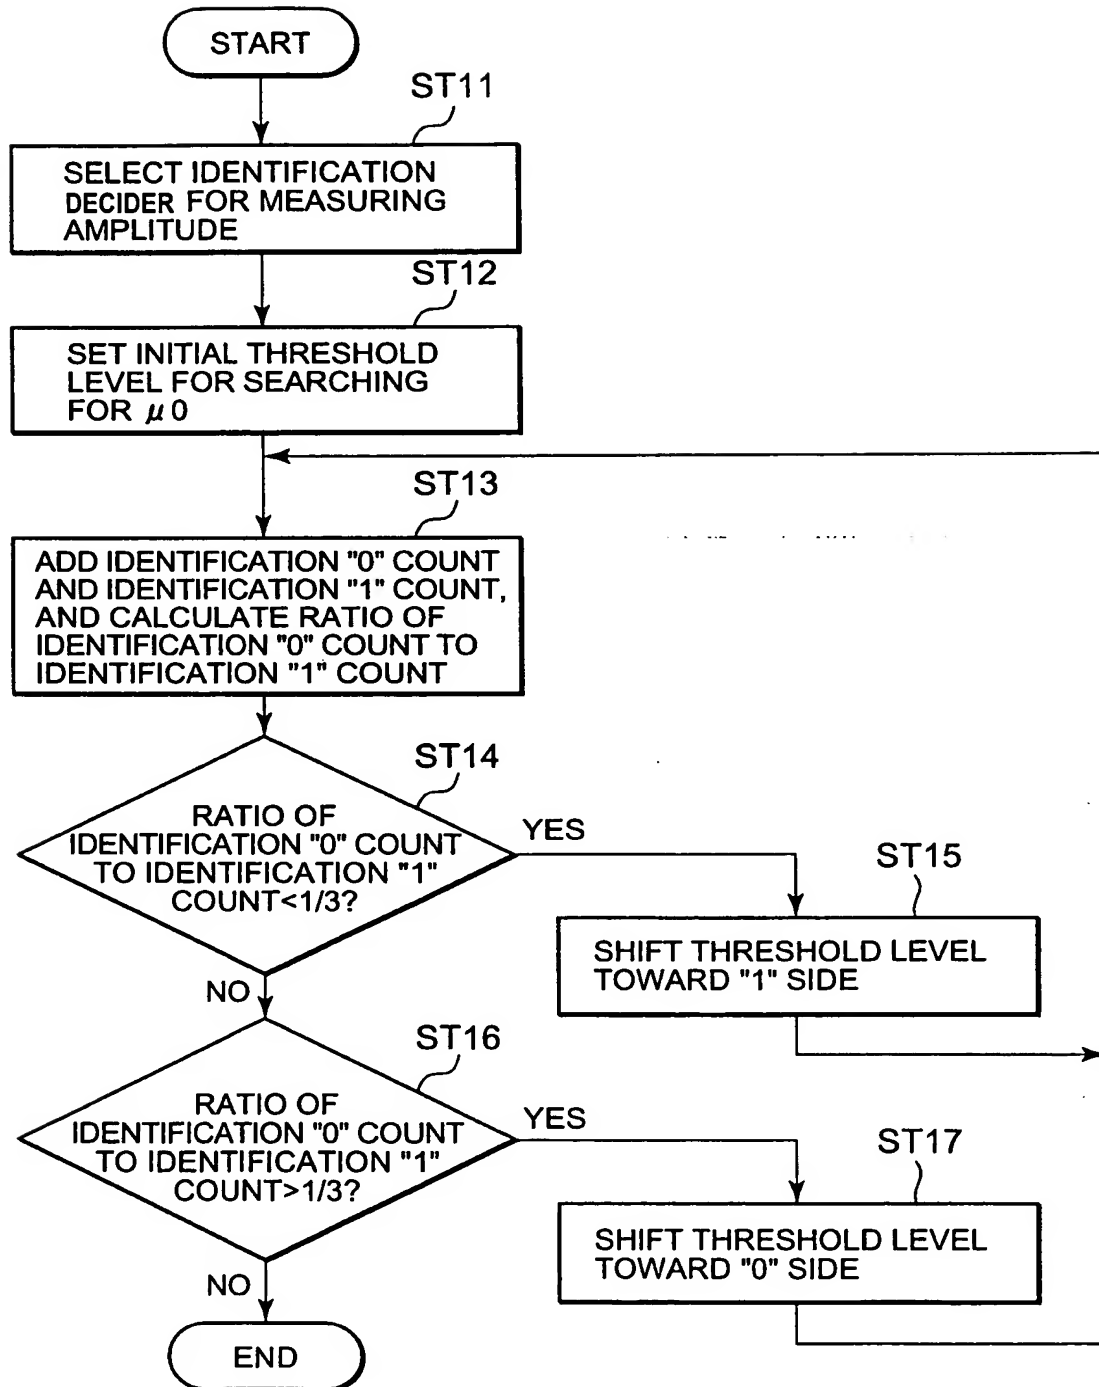 START
ST11
SELECT IDENTIFICATION
DECIDER FOR MEASURING
AMPLITUDE
ST12
SET INITIAL THRESHOLD
LEVEL FOR SEARCHING
FOR μ0
ST13
ADD IDENTIFICATION "0" COUNT
AND IDENTIFICATION "1" COUNT,
AND CALCULATE RATIO OF
IDENTIFICATION "0" COUNT TO
IDENTIFICATION "1" COUNT
ST14
RATIO OF
IDENTIFICATION "0" COUNT
TO IDENTIFICATION "1"
COUNT<1/3?
YES
ST15
SHIFT THRESHOLD LEVEL
TOWARD "1" SIDE
NO
ST16
RATIO OF
IDENTIFICATION "0" COUNT
TO IDENTIFICATION "1"
COUNT>1/3?
YES
ST17
SHIFT THRESHOLD LEVEL
TOWARD "0" SIDE
NO
END